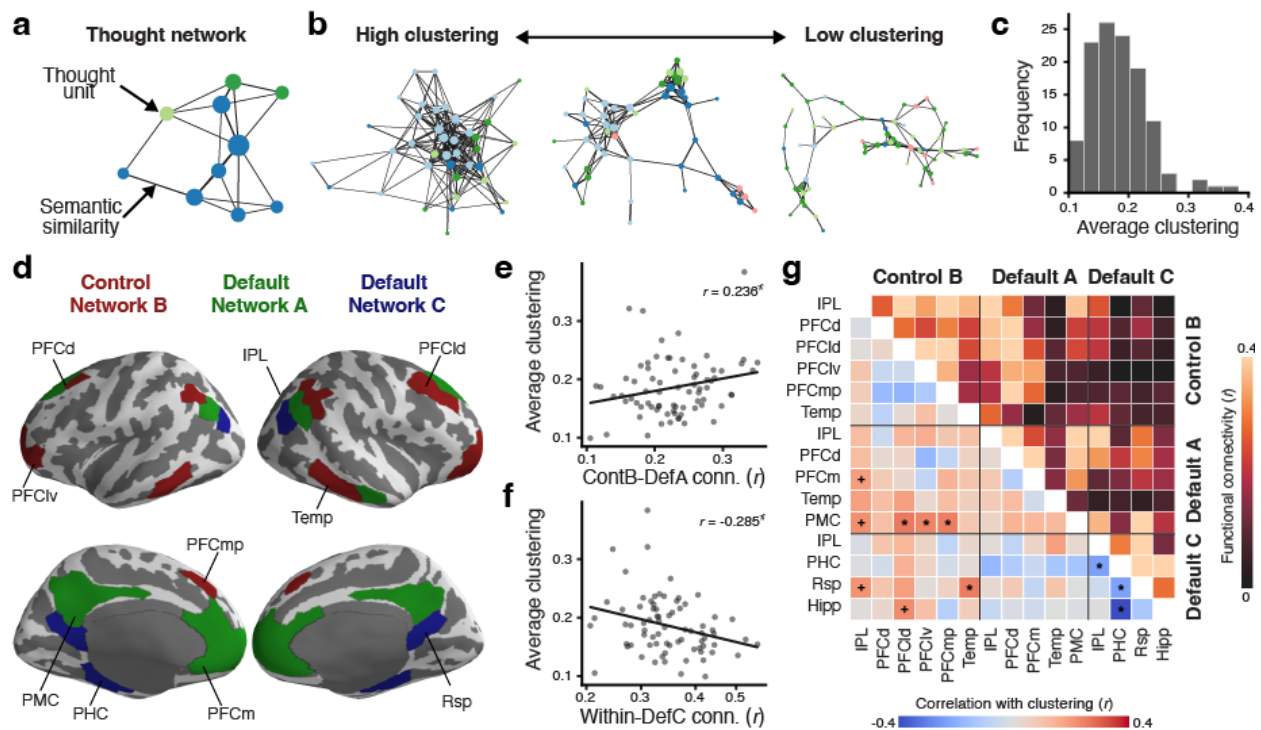 a
Thought network
Thought
unit
Semantic
similarity
b
High clustering
Low clustering
c
Frequency
25
20
15
10
5
0
0.1
0.2
0.3
0.4
Average clustering
d
Control
Network B
Default
Network A
Default
Network C
PFCd
IPL
PFCld
PFClv
Temp
PFCmp
PMC
PHC
PFCm
Rsp
e
Average clustering
r = 0.236*
0.3
0.2
0.1
0.1
0.2
0.3
ContB-DefA conn. (r)
f
Average clustering
r = -0.285*
0.3
0.2
0.1
0.2
0.3
0.4
0.5
Within-DefC conn. (r)
g
Control B
Default A
Default C
IPL
PFCd
PFCld
PFClv
PFCmp
Temp
IPL
PFCd
PFCm
Temp
PMC
IPL
PHC
Rsp
Hipp
+
+ * * * 
*
+ * *
+ *
IPL
PFCd
PFCld
PFClv
PFCmp
Temp
IPL
PFCd
PFCm
Temp
PMC
IPL
PHC
Rsp
Hipp
Control B
Default A
Default C
0.4
Functional connectivity (r)
0
Correlation with clustering (r)
-0.4
0.4